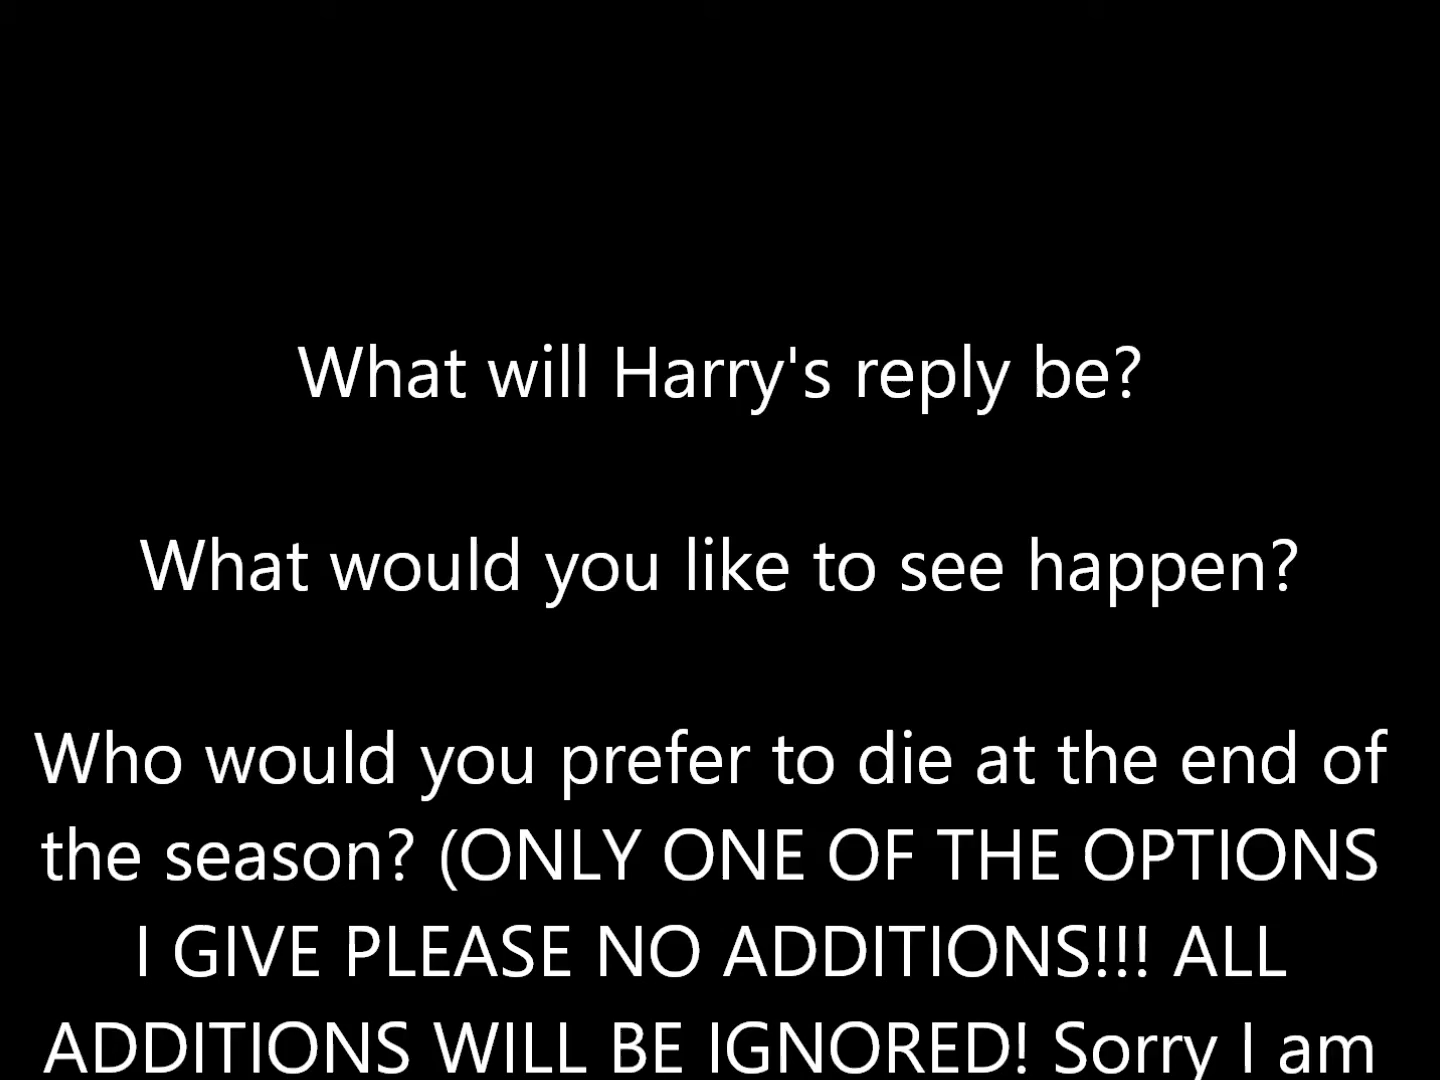 What will Harry's reply be?
What would you like to see happen?
Who would you prefer to die at the end of
the season? (ONLY ONE OF THE OPTIONS
I GIVE PLEASE NO ADDITIONS!!! ALL
ADDITIONS WILL BE IGNORED! Sorry I am